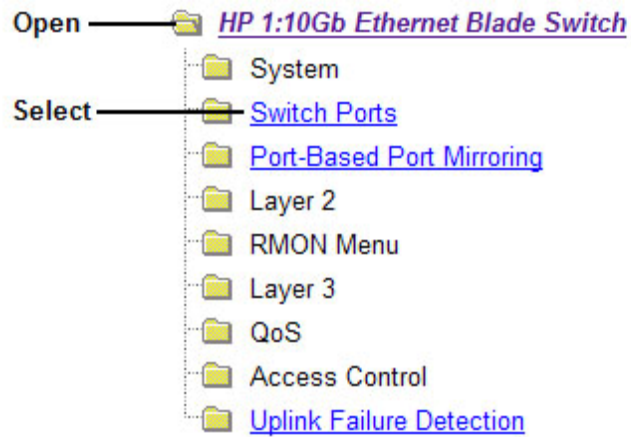 Open HP 1:10Gb Ethernet Blade Switch
System
Select Switch Ports
Port-Based Port Mirroring
Layer 2
RMON Menu
Layer 3
QoS
Access Control
Uplink Failure Detection